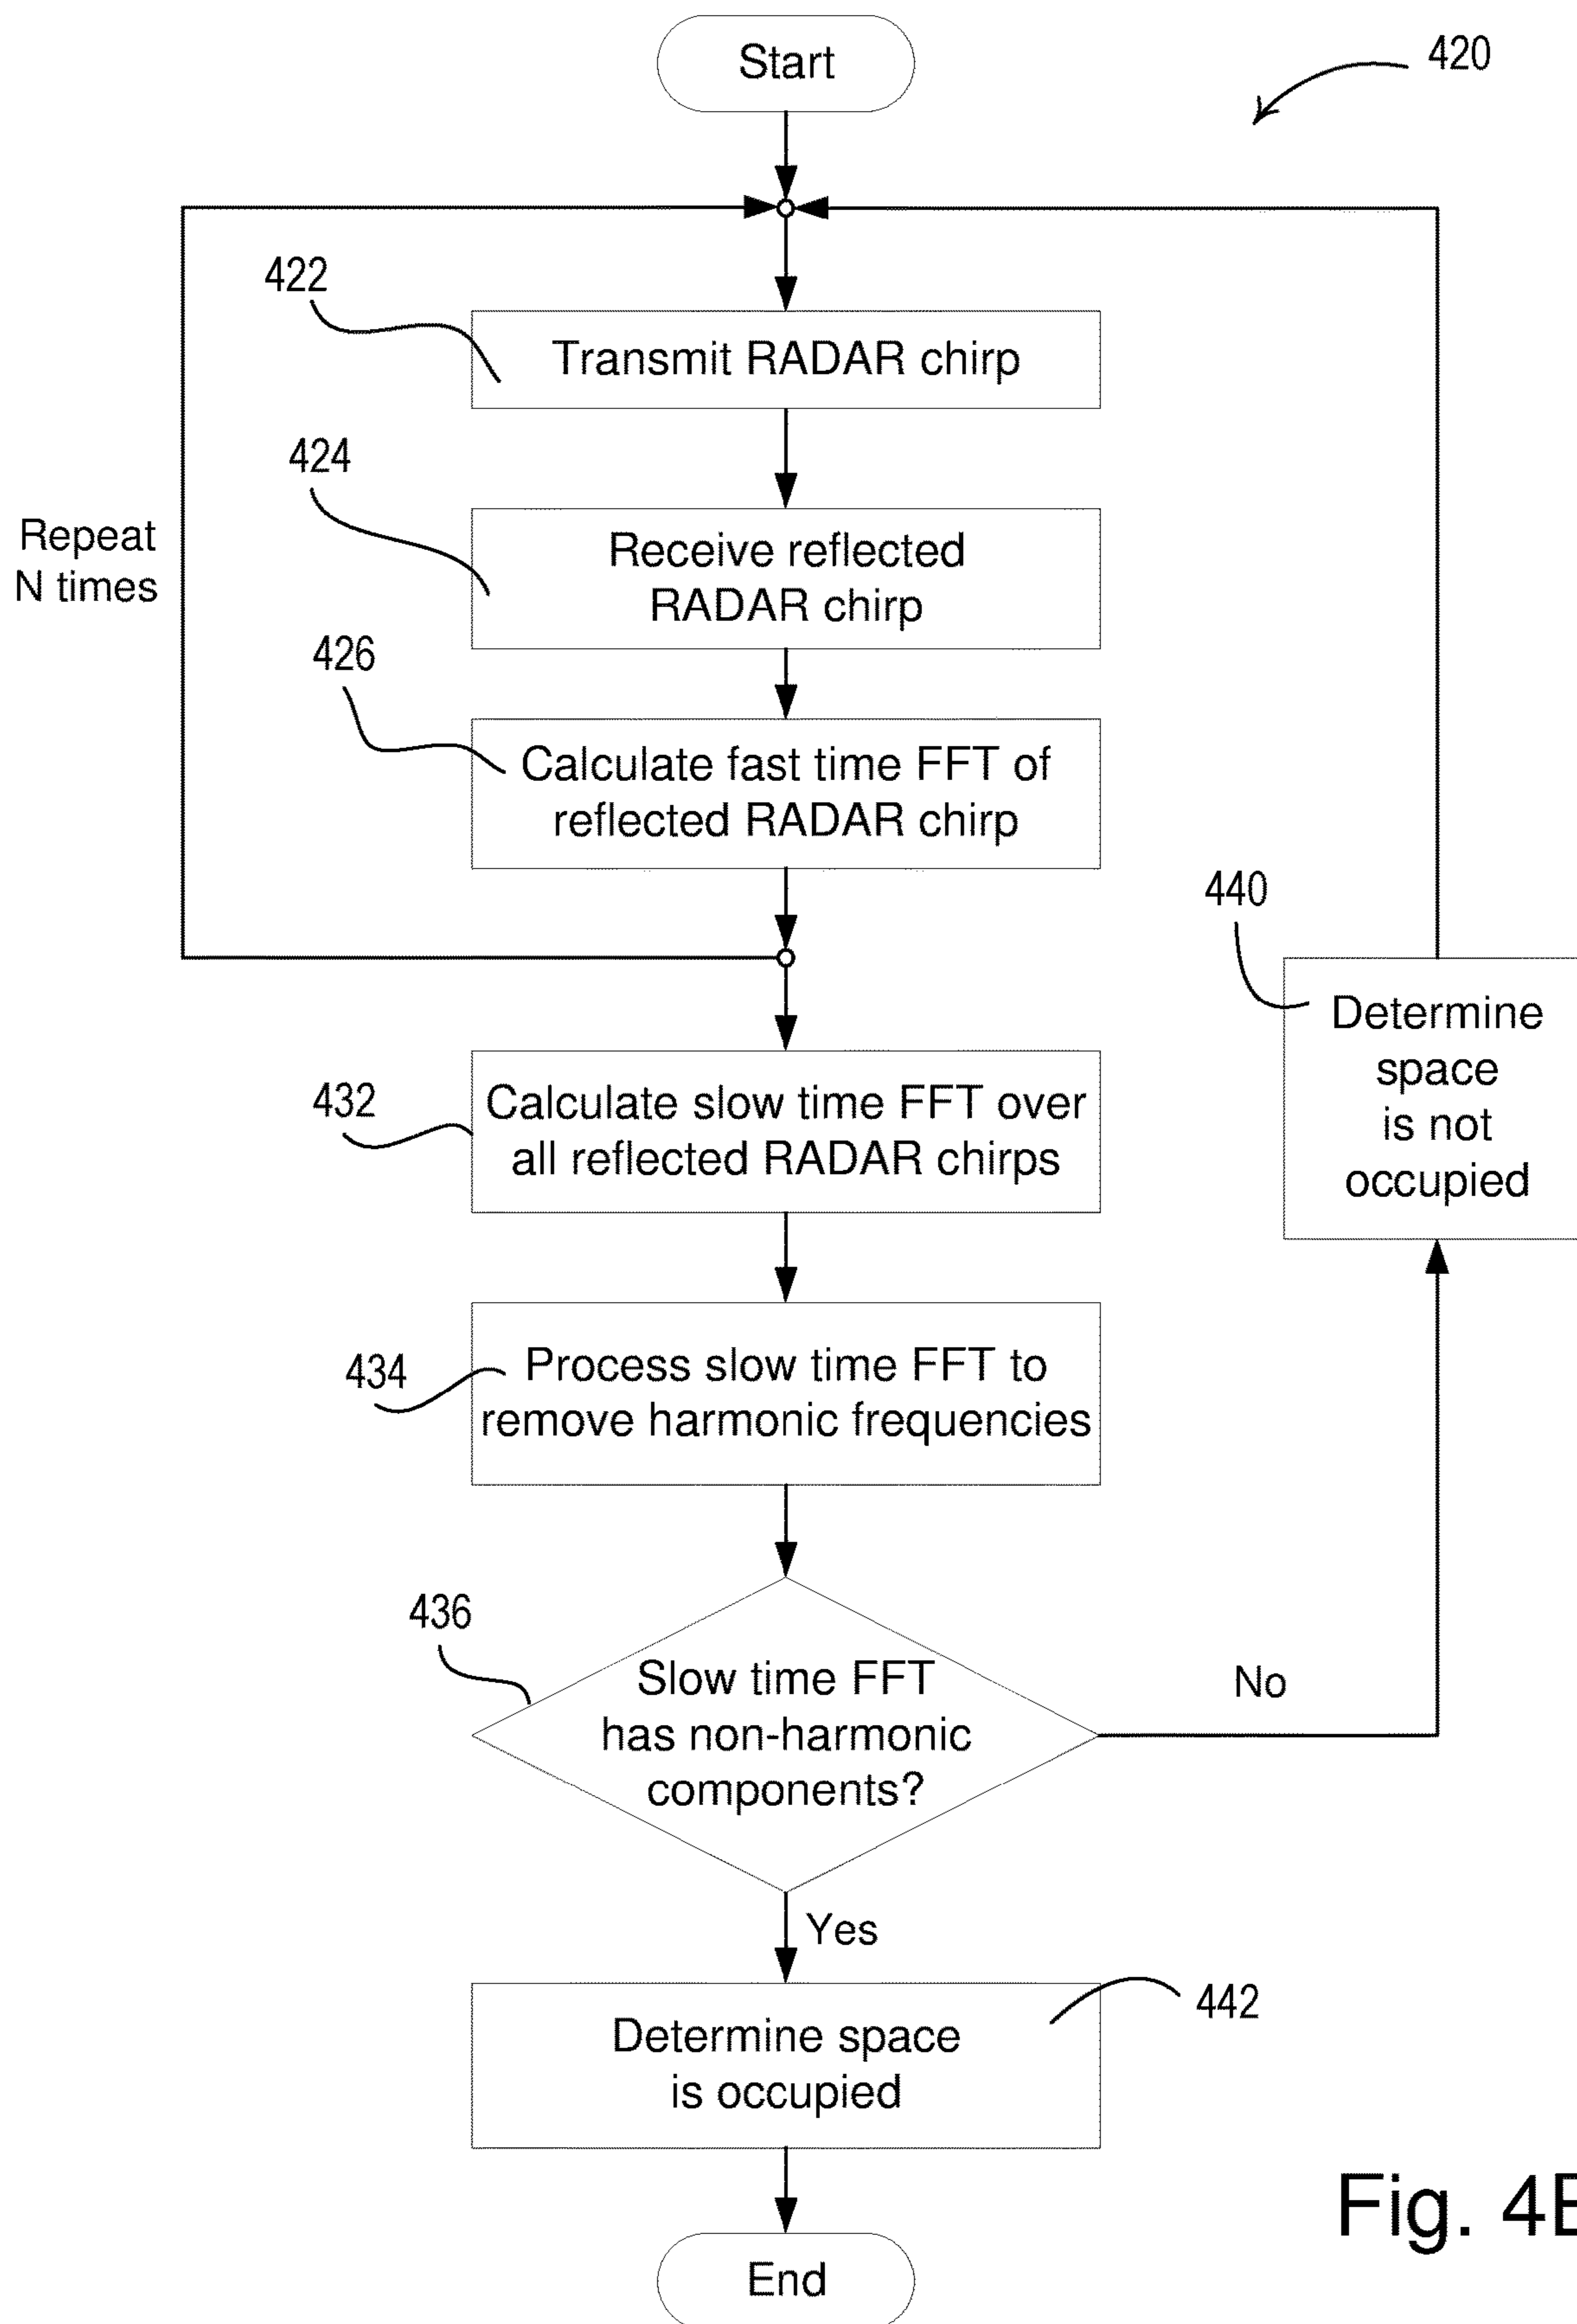 Start
420
422
Transmit RADAR chirp
424
Repeat
N times
Receive reflected
RADAR chirp
426
Calculate fast time FFT of
reflected RADAR chirp
440
Determine
space
is not
occupied
432
Calculate slow time FFT over
all reflected RADAR chirps
434
Process slow time FFT to
remove harmonic frequencies
436
Slow time FFT
has non-harmonic
components?
No
Yes
442
Determine space
is occupied
End
Fig.